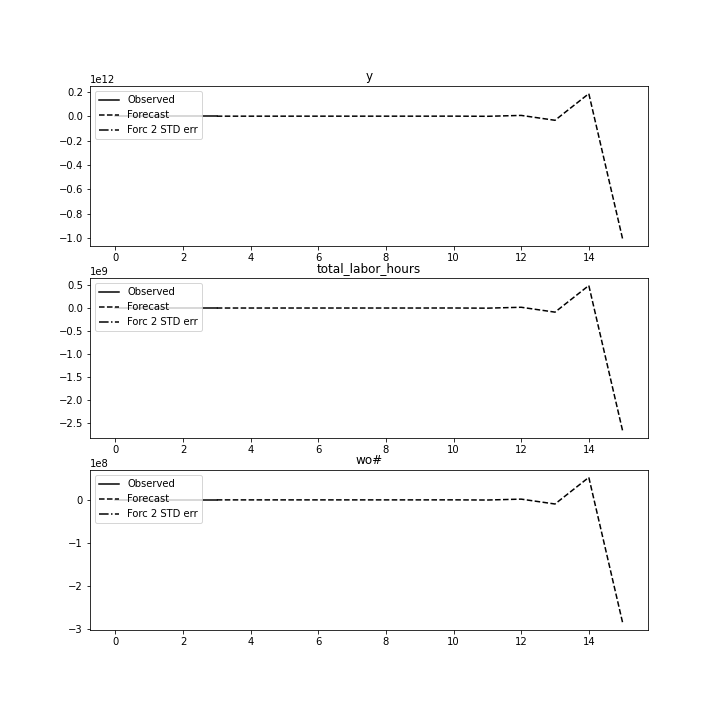 y
1e12
Observed
Forecast
Forc 2 STD err
0.2
0.0
−0.2
−0.4
−0.6
−0.8
−1.0
0 2 4 6 8 10 12 14
total_labor_hours
1e9
Observed
Forecast
Forc 2 STD err
0.5
0.0
−0.5
−1.0
−1.5
−2.0
−2.5
0 2 4 6 8 10 12 14
wo#
1e8
Observed
Forecast
Forc 2 STD err
0
−1
−2
−3
0 2 4 6 8 10 12 14